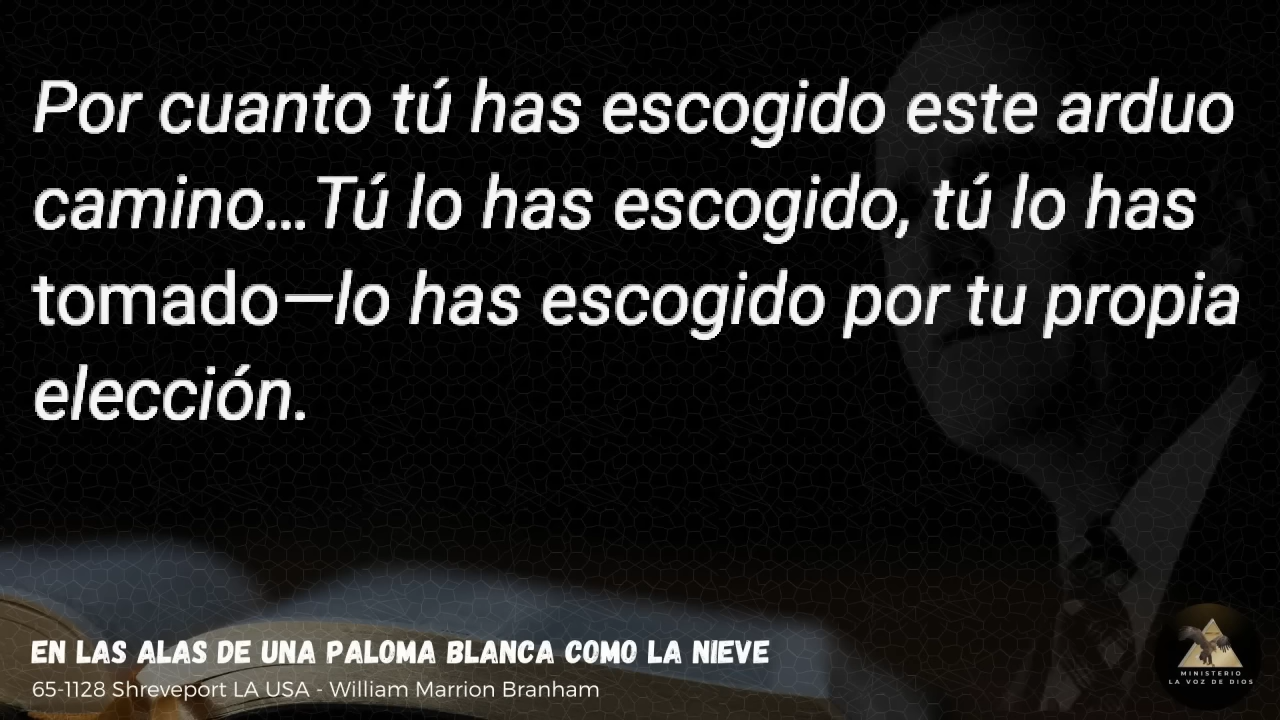 Por cuanto tú has escogido este arduo
camino...Tú lo has escogido, tú lo has
tomado—lo has escogido por tu propia
elección.
EN LAS ALAS DE UNA PALOMA BLANCA COMO LA NIEVE
65-1128 Shreveport LA USA - William Marrion Branham
MINISTERIO
LA VOZ DE DIOS